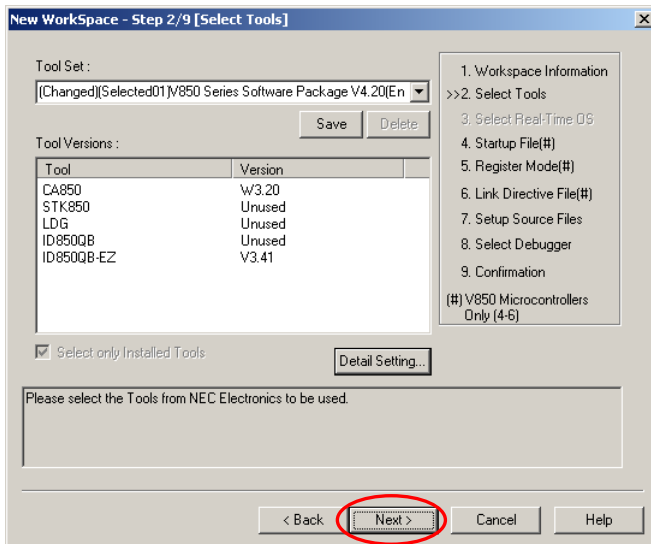 New WorkSpace - Step 2/9 [Select Tools]
Tool Set :
(Changed)(Selected01)V850 Series Software Package V4.20(En
Save Delete
Tool Versions :
Tool Version
CA850 W3.20
STK850 Unused
LDG Unused
ID850QB Unused
ID850QB-EZ V3.41
Select only Installed Tools
Detail Setting...
1. Workspace Information
>>2. Select Tools
3. Select Real-Time OS
4. Startup File(#)
5. Register Mode(#)
6. Link Directive File(#)
7. Setup Source Files
8. Select Debugger
9. Confirmation
(#) V850 Microcontrollers
Only (4-6)
Please select the Tools from NEC Electronics to be used.
< Back Next > Cancel Help